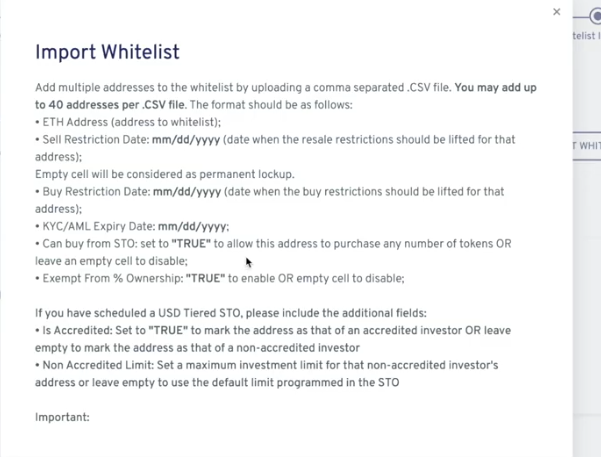 Import Whitelist
Add multiple addresses to the whitelist by uploading a comma separated .CSV file. You may add up
to 40 addresses per .CSV file. The format should be as follows:
• ETH Address (address to whitelist);
• Sell Restriction Date: mm/dd/yyyy (date when the resale restrictions should be lifted for that
address);
Empty cell will be considered as permanent lockup.
• Buy Restriction Date: mm/dd/yyyy (date when the buy restrictions should be lifted for that
address);
• KYC/AML Expiry Date: mm/dd/yyyy;
• Can buy from STO: set to "TRUE" to allow this address to purchase any number of tokens OR
leave an empty cell to disable;
• Exempt From % Ownership: "TRUE" to enable OR empty cell to disable;
If you have scheduled a USD Tiered STO, please include the additional fields:
• Is Accredited: Set to "TRUE" to mark the address as that of an accredited investor OR leave
empty to mark the address as that of a non-accredited investor
• Non Accredited Limit: Set a maximum investment limit for that non-accredited investor's
address or leave empty to use the default limit programmed in the STO
Important: